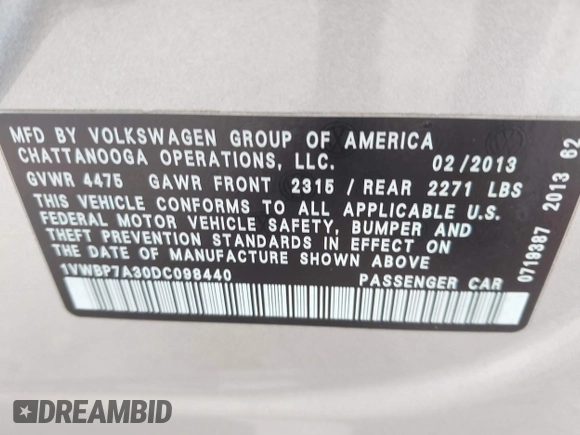 MFD BY VOLKSWAGEN GROUP OF AMERICA
CHATTANOOGA OPERATIONS, LLC. 02/2013
GVWR 4475 GAWR FRONT 2315/REAR 2271 LBS
THIS VEHICLE CONFORMS TO ALL APPLICABLE U.S.
FEDERAL MOTOR VEHICLE SAFETY, BUMPER AND
THEFT PREVENTION STANDARDS IN EFFECT ON
THE DATE OF MANUFACTURE SHOWN ABOVE.
1VWBP7A30DC098440 PASSENGER CAR
0719387 2013 62
DREAMBID